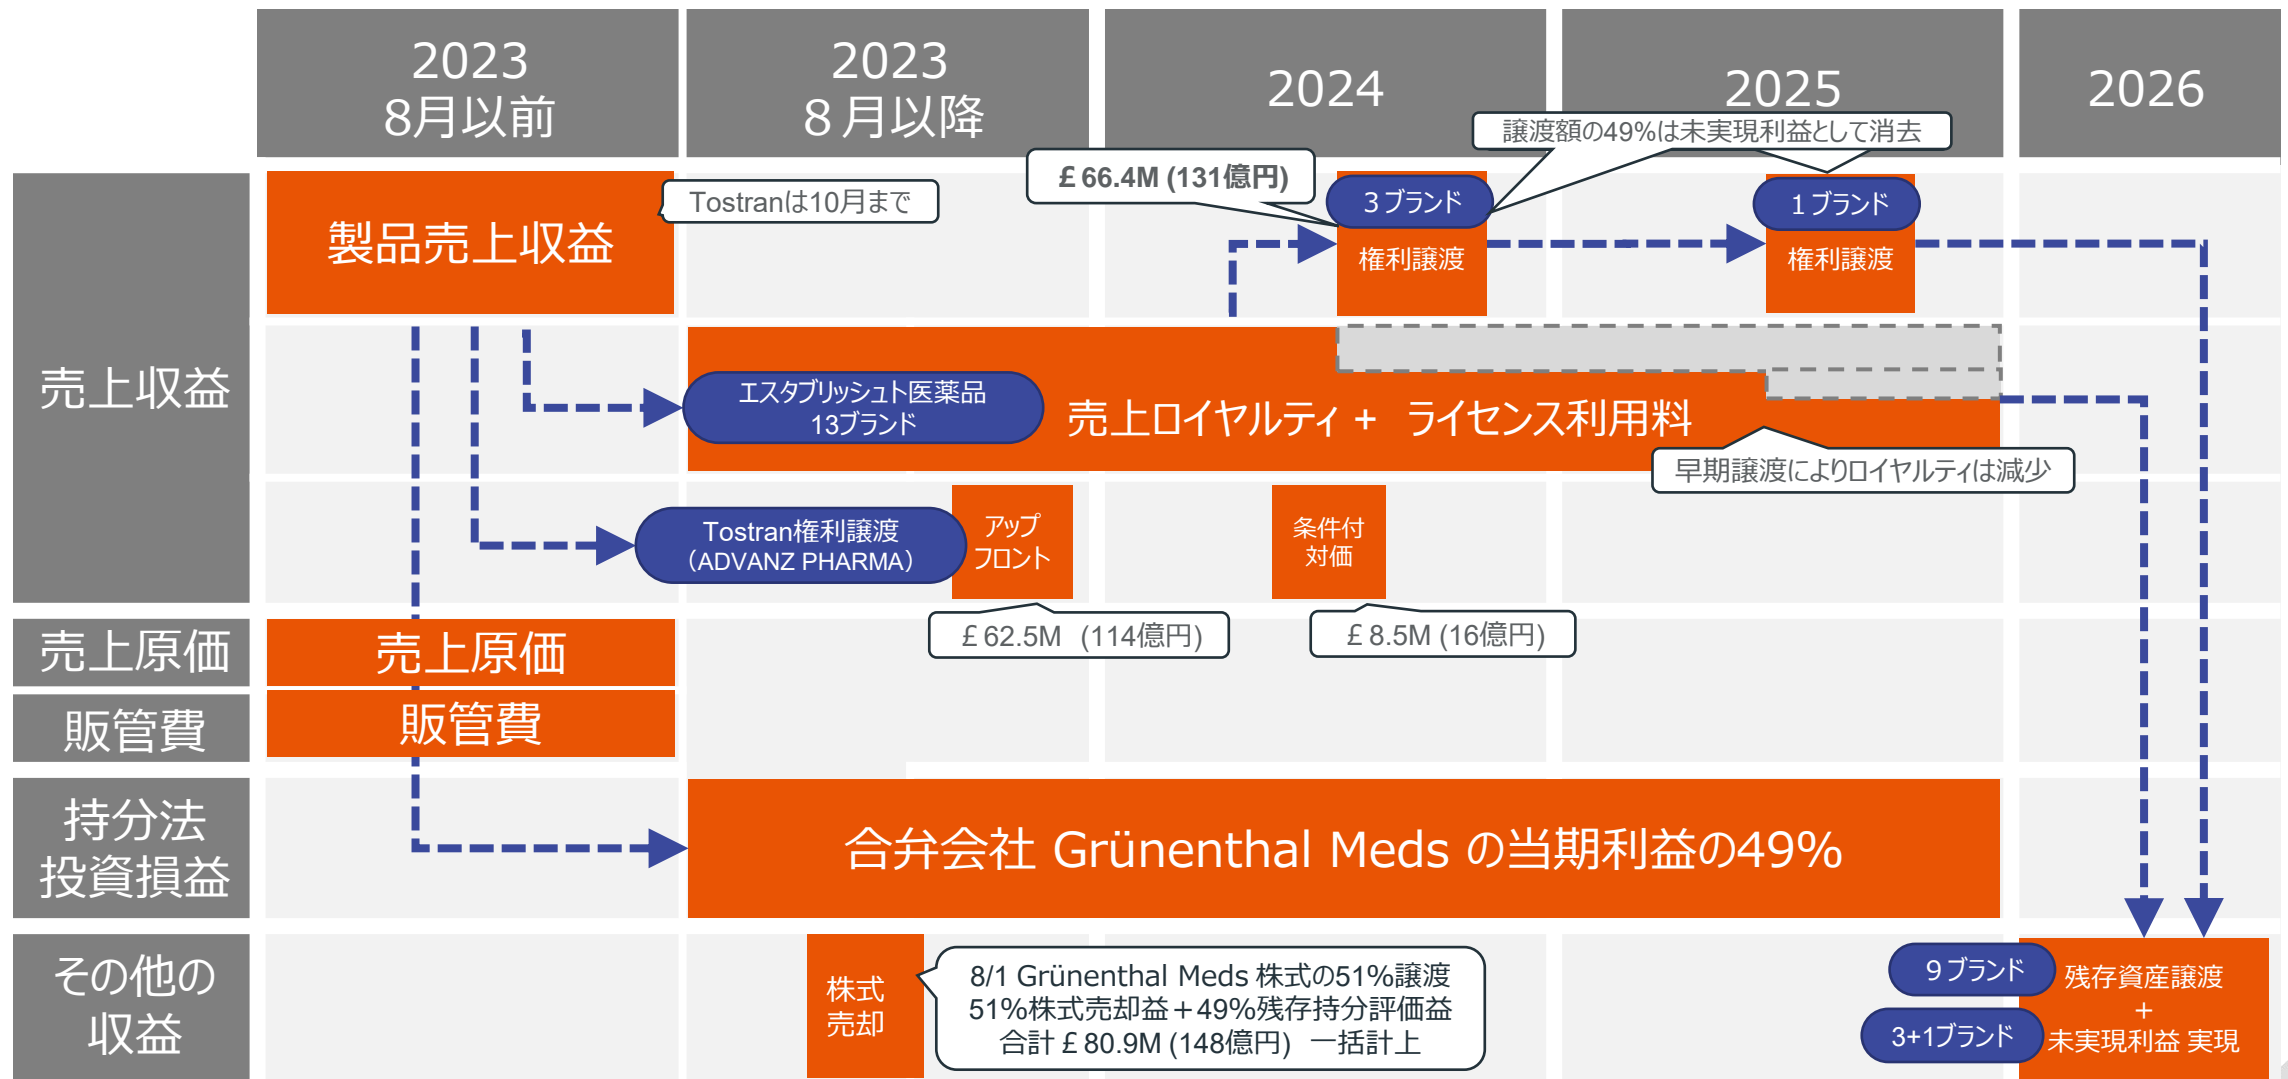 2023
8月以前
2023
８月以降
2024
2025
2026
譲渡額の49%は未実現利益として消去
売上収益
製品売上収益
Tostranは10月まで
£ 66.4M (131億円)
３ブランド
権利譲渡
１ブランド
権利譲渡
エスタブリッシュト医薬品
13ブランド
売上ロイヤルティ + ライセンス利用料
早期譲渡によりロイヤルティは減少
Tostran権利譲渡
（ADVANZ PHARMA）
アップ
フロント
条件付
対価
£ 62.5M (114億円)
£ 8.5M (16億円)
売上原価
売上原価
販管費
販管費
持分法
投資損益
合弁会社 Grünenthal Meds の当期利益の49%
その他の
収益
株式
売却
8/1 Grünenthal Meds 株式の51%譲渡
51%株式売却益＋49%残存持分評価益
合計 £ 80.9M (148億円) 一括計上
９ブランド
3+1ブランド
残存資産譲渡
+
未実現利益 実現